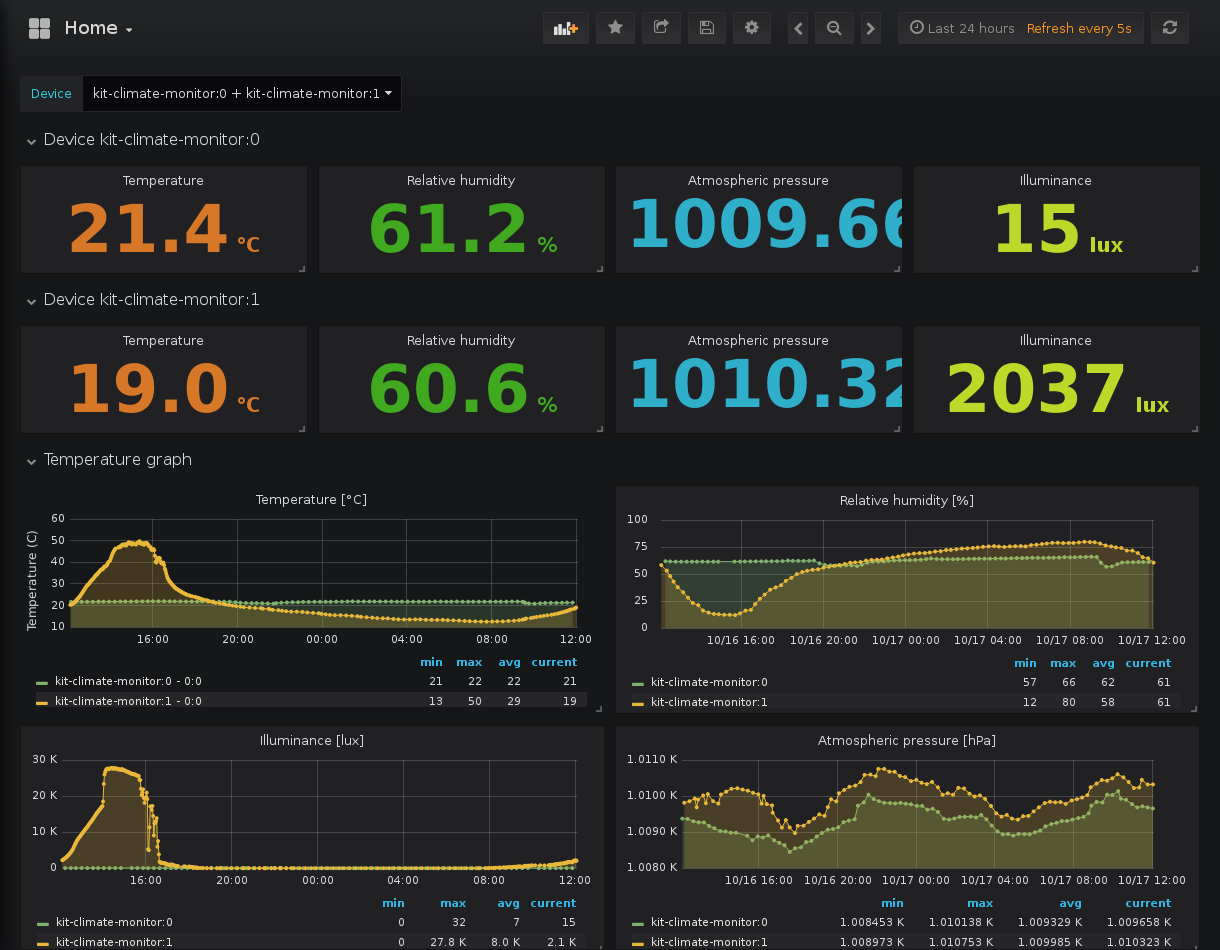 Home
Last 24 hours Refresh every 5s
Device kit-climate-monitor:0 + kit-climate-monitor:1
Device kit-climate-monitor:0
Temperature Relative humidity Atmospheric pressure Illuminance
21.4 °C 61.2 % 1009.66 15 lux
Device kit-climate-monitor:1
Temperature Relative humidity Atmospheric pressure Illuminance
19.0 °C 60.6 % 1010.32 2037 lux
Temperature graph
Temperature [°C]
Temperature (C)
60
50
40
30
20
10
16:00 20:00 00:00 04:00 08:00 12:00
min max avg current
kit-climate-monitor:0 - 0:0 21 22 22 21
kit-climate-monitor:1 - 0:0 13 50 29 19
Relative humidity [%]
100
75
50
25
0
10/16 16:00 10/16 20:00 10/17 00:00 10/17 04:00 10/17 08:00 10/17 12:00
min max avg current
kit-climate-monitor:0 57 66 62 61
kit-climate-monitor:1 12 80 58 61
Illuminance [lux]
30 K
20 K
10 K
0
16:00 20:00 00:00 04:00 08:00 12:00
min max avg current
kit-climate-monitor:0 0 32 7 15
kit-climate-monitor:1 0 27.8 K 8.0 K 2.1 K
Atmospheric pressure [hPa]
1.0110 K
1.0100 K
1.0090 K
1.0080 K
10/16 16:00 10/16 20:00 10/17 00:00 10/17 04:00 10/17 08:00 10/17 12:00
min max avg current
kit-climate-monitor:0 1.008453 K 1.010138 K 1.009329 K 1.009658 K
kit-climate-monitor:1 1.008973 K 1.010753 K 1.009985 K 1.010323 K